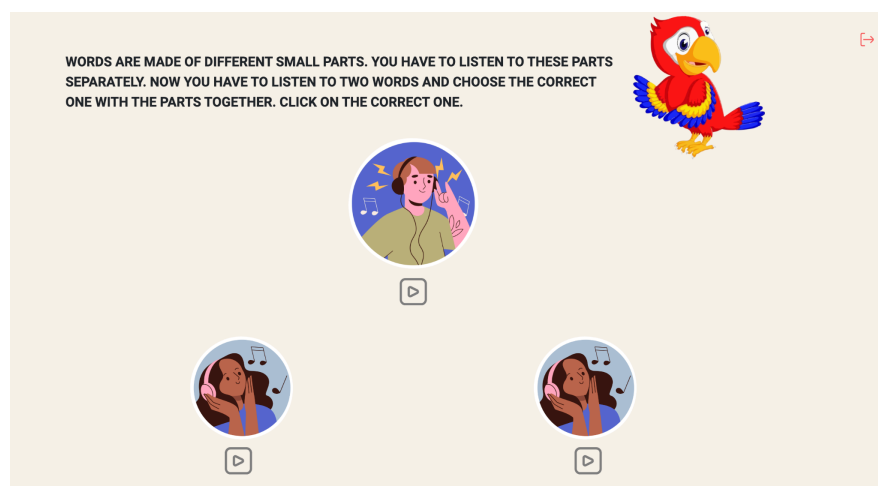 WORDS ARE MADE OF DIFFERENT SMALL PARTS. YOU HAVE TO LISTEN TO THESE PARTS
SEPARATELY. NOW YOU HAVE TO LISTEN TO TWO WORDS AND CHOOSE THE CORRECT
ONE WITH THE PARTS TOGETHER. CLICK ON THE CORRECT ONE.